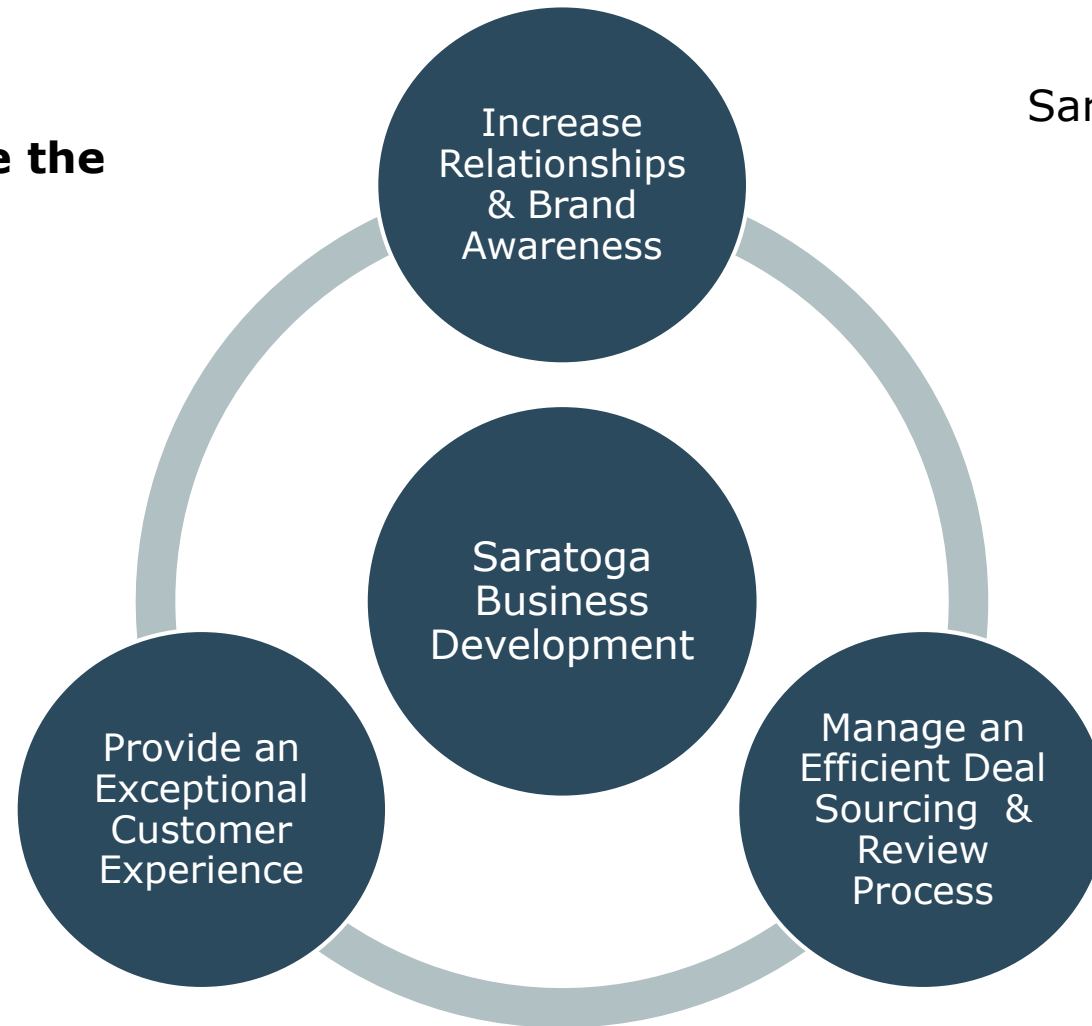 Sar
e the
Increase
Relationships
& Brand
Awareness
Saratoga
Business
Development
Provide an
Exceptional
Customer
Experience
Manage an
Efficient Deal
Sourcing  &
Review
Process